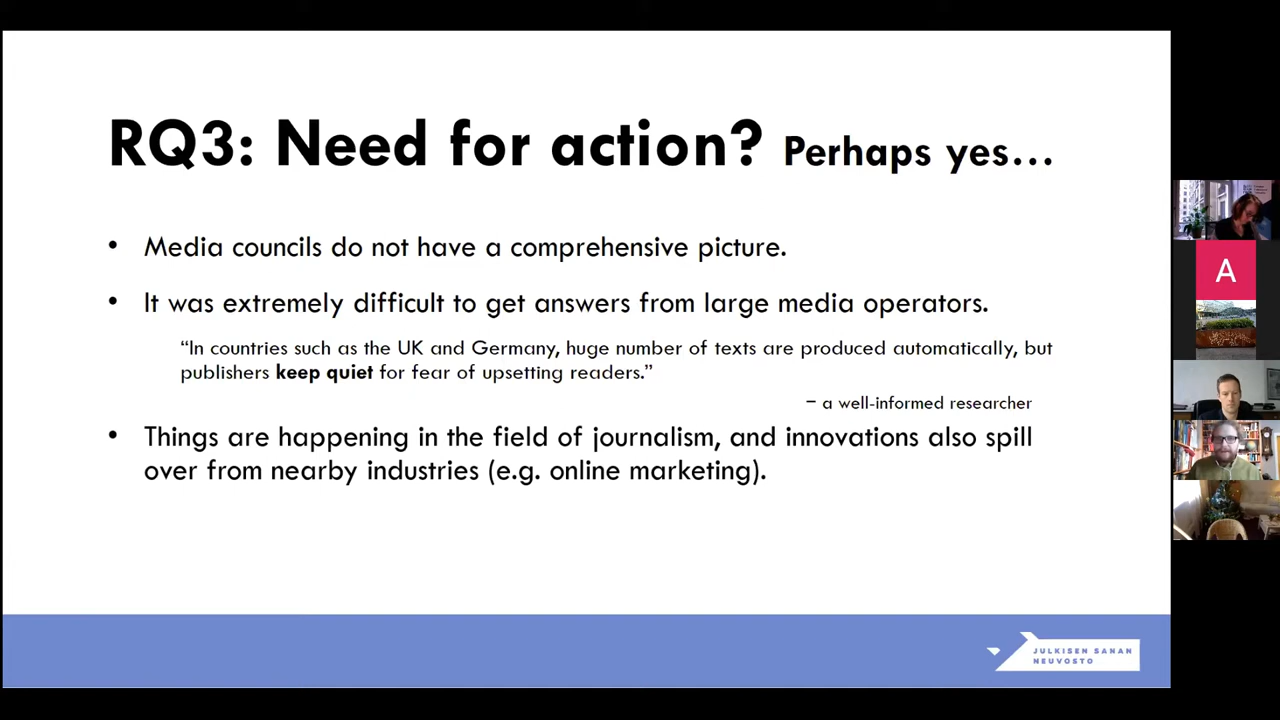 RQ3: Need for action? Perhaps yes…
• Media councils do not have a comprehensive picture.
• It was extremely difficult to get answers from large media operators.
“In countries such as the UK and Germany, huge number of texts are produced automatically, but
publishers keep quiet for fear of upsetting readers.”
– a well-informed researcher
• Things are happening in the field of journalism, and innovations also spill
over from nearby industries (e.g. online marketing).
JULKISEN SANAN
NEUVOSTO
A